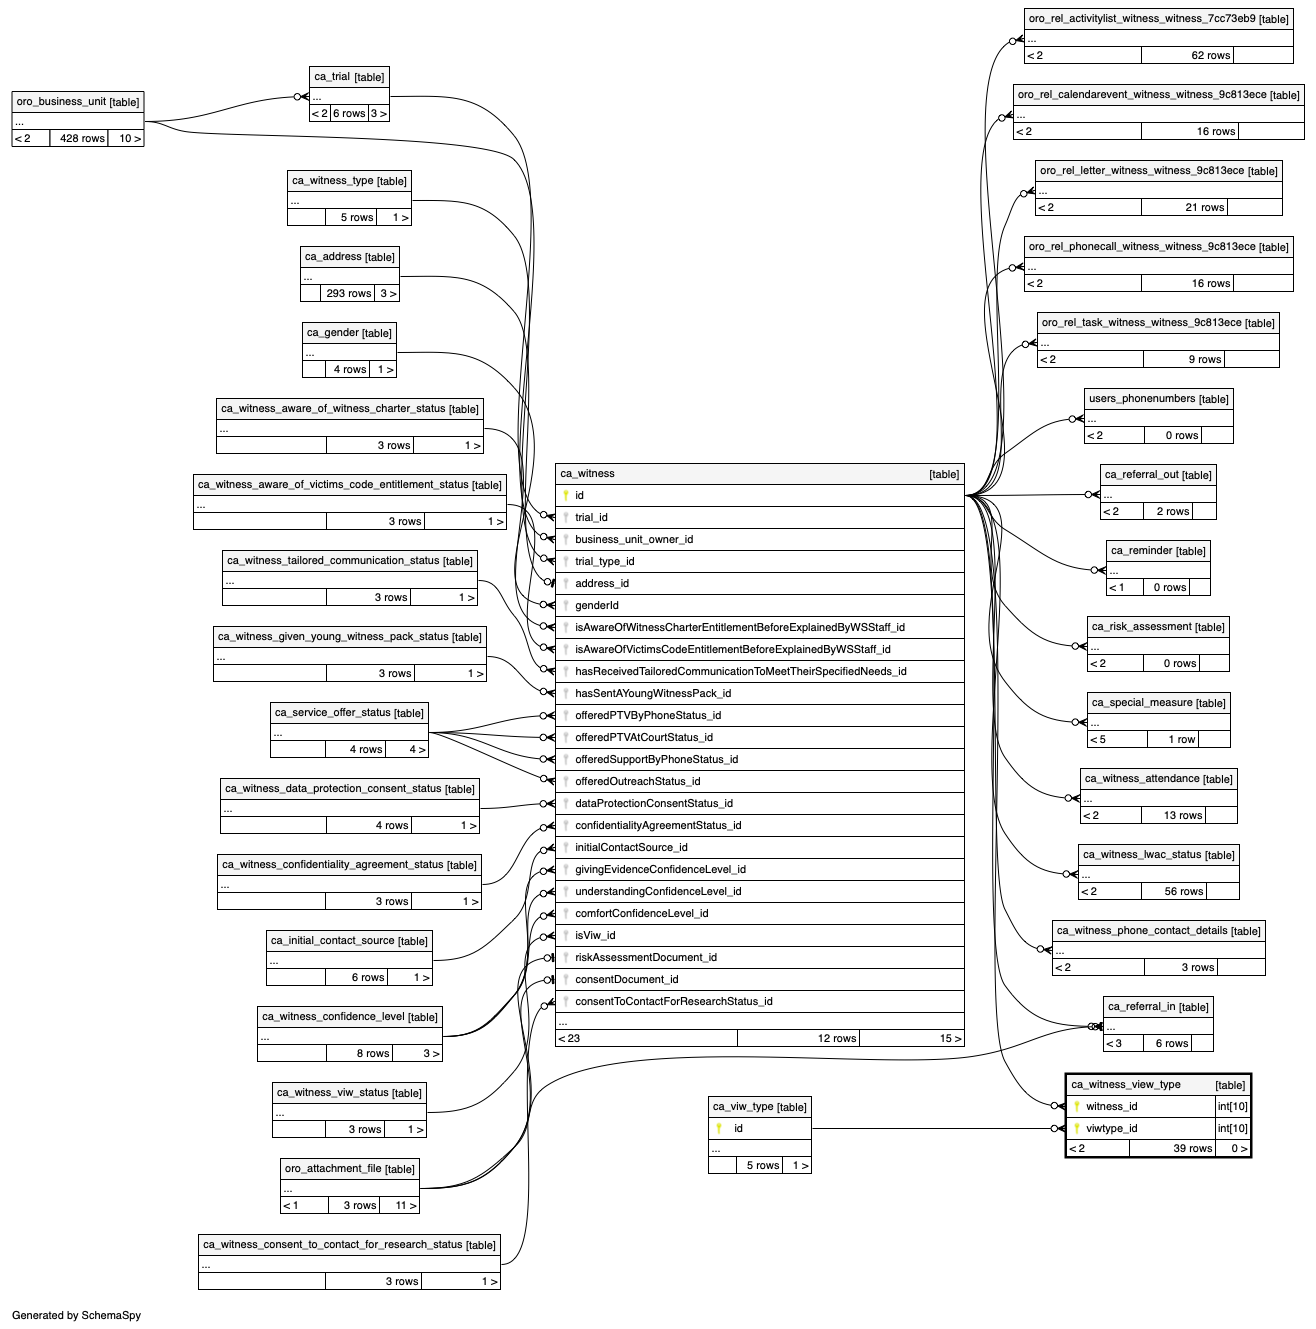 oro_business_unit [table]
...
< 2 428 rows 10 >
ca_trial [table]
...
< 2 6 rows 3 >
ca_witness_type [table]
...
5 rows 1 >
ca_address [table]
...
293 rows 3 >
ca_gender [table]
...
4 rows 1 >
ca_witness_aware_of_witness_charter_status [table]
...
3 rows 1 >
ca_witness_aware_of_victims_code_entitlement_status [table]
...
3 rows 1 >
ca_witness_tailored_communication_status [table]
...
3 rows 1 >
ca_witness_given_young_witness_pack_status [table]
...
3 rows 1 >
ca_service_offer_status [table]
...
4 rows 4 >
ca_witness_data_protection_consent_status [table]
...
4 rows 1 >
ca_witness_confidentiality_agreement_status [table]
...
3 rows 1 >
ca_initial_contact_source [table]
...
6 rows 1 >
ca_witness_confidence_level [table]
...
8 rows 3 >
ca_witness_viw_status [table]
...
3 rows 1 >
oro_attachment_file [table]
...
< 1 3 rows 11 >
ca_witness_consent_to_contact_for_research_status [table]
...
3 rows 1 >
ca_witness [table]
id
trial_id
business_unit_owner_id
trial_type_id
address_id
genderId
isAwareOfWitnessCharterEntitlementBeforeExplainedByWSStaff_id
isAwareOfVictimsCodeEntitlementBeforeExplainedByWSStaff_id
hasReceivedTailoredCommunicationToMeetTheirSpecifiedNeeds_id
hasSentAYoungWitnessPack_id
offeredPTVByPhoneStatus_id
offeredPTVAtCourtStatus_id
offeredSupportByPhoneStatus_id
offeredOutreachStatus_id
dataProtectionConsentStatus_id
confidentialityAgreementStatus_id
initialContactSource_id
givingEvidenceConfidenceLevel_id
understandingConfidenceLevel_id
comfortConfidenceLevel_id
isViw_id
riskAssessmentDocument_id
consentDocument_id
consentToContactForResearchStatus_id
...
< 23 12 rows 15 >
ca_viw_type [table]
id
...
5 rows 1 >
oro_rel_activitylist_witness_witness_7cc73eb9 [table]
...
< 2 62 rows
oro_rel_calendarevent_witness_witness_9c813ece [table]
...
< 2 16 rows
oro_rel_letter_witness_witness_9c813ece [table]
...
< 2 21 rows
oro_rel_phonecall_witness_witness_9c813ece [table]
...
< 2 16 rows
oro_rel_task_witness_witness_9c813ece [table]
...
< 2 9 rows
users_phonenumbers [table]
...
< 2 0 rows
ca_referral_out [table]
...
< 2 2 rows
ca_reminder [table]
...
< 1 0 rows
ca_risk_assessment [table]
...
< 2 0 rows
ca_special_measure [table]
...
< 5 1 row
ca_witness_attendance [table]
...
< 2 13 rows
ca_witness_lwac_status [table]
...
< 2 56 rows
ca_witness_phone_contact_details [table]
...
< 2 3 rows
ca_referral_in [table]
...
< 3 6 rows
ca_witness_view_type [table]
witness_id int[10]
viwtype_id int[10]
< 2 39 rows 0 >
Generated by SchemaSpy